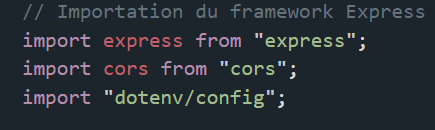 // Importation du framework Express
import express from "express";
import cors from "cors";
import "dotenv/config";